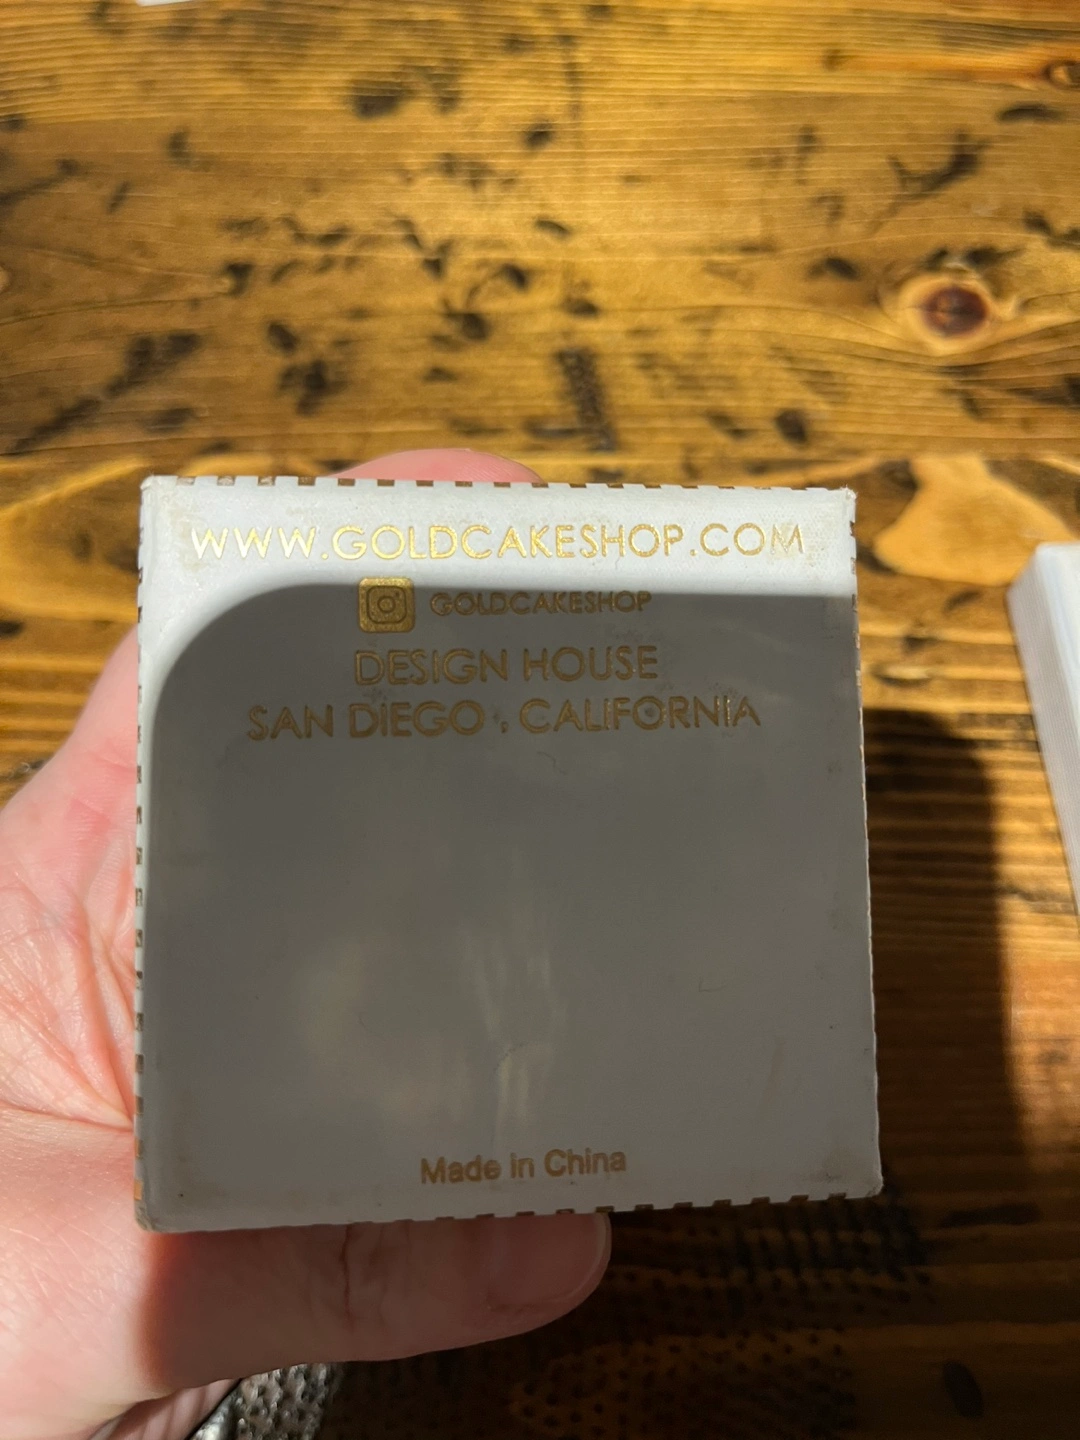 WWW.GOLDCAKESHOP.COM
GOLDCAKESHOP
DESIGN HOUSE
SAN DIEGO , CALIFORNIA
Made in China